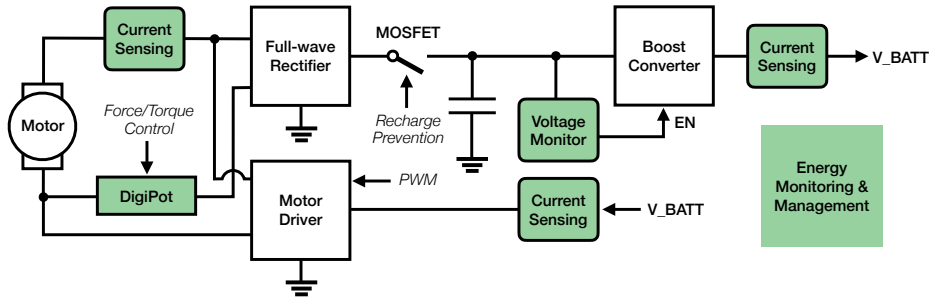 Current
Sensing
Full-wave
Rectifier
MOSFET
Boost
Converter
Current
Sensing
V_BATT
Motor
Force/Torque
Control
Recharge
Prevention
Voltage
Monitor
EN
DigiPot
Motor
Driver
PWM
Current
Sensing
V_BATT
Energy
Monitoring &
Management